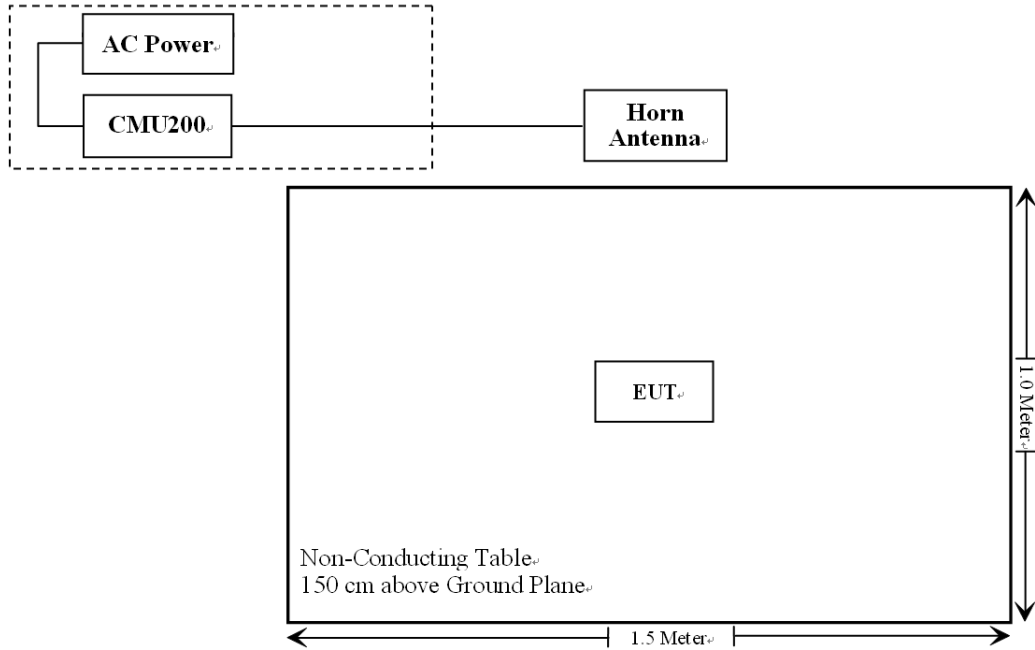 AC Power
CMU200
Horn
Antenna
EUT
1.0 Meter
Non-Conducting Table
150 cm above Ground Plane
1.5 Meter